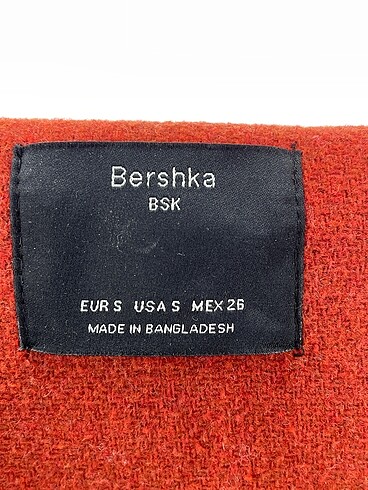 Bershka
BSK
EUR S USA S MEX 26
MADE IN BANGLADESH